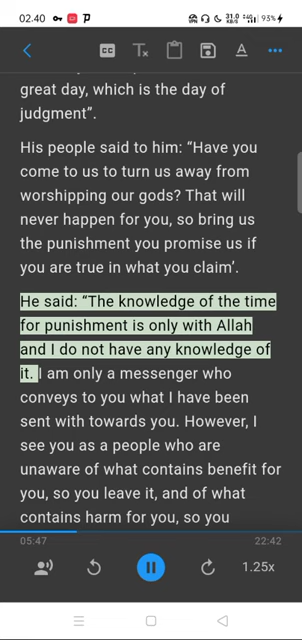 02.40
31.0
KB/S
93%
CC
great day, which is the day of
judgment”.
His people said to him: “Have you
come to us to turn us away from
worshipping our gods? That will
never happen for you, so bring us
the punishment you promise us if
you are true in what you claim’.
He said: “The knowledge of the time
for punishment is only with Allah
and I do not have any knowledge of
it. I am only a messenger who
conveys to you what I have been
sent with towards you. However, I
see you as a people who are
unaware of what contains benefit for
you, so you leave it, and of what
contains harm for you, so you
05:47
22:42
1.25x